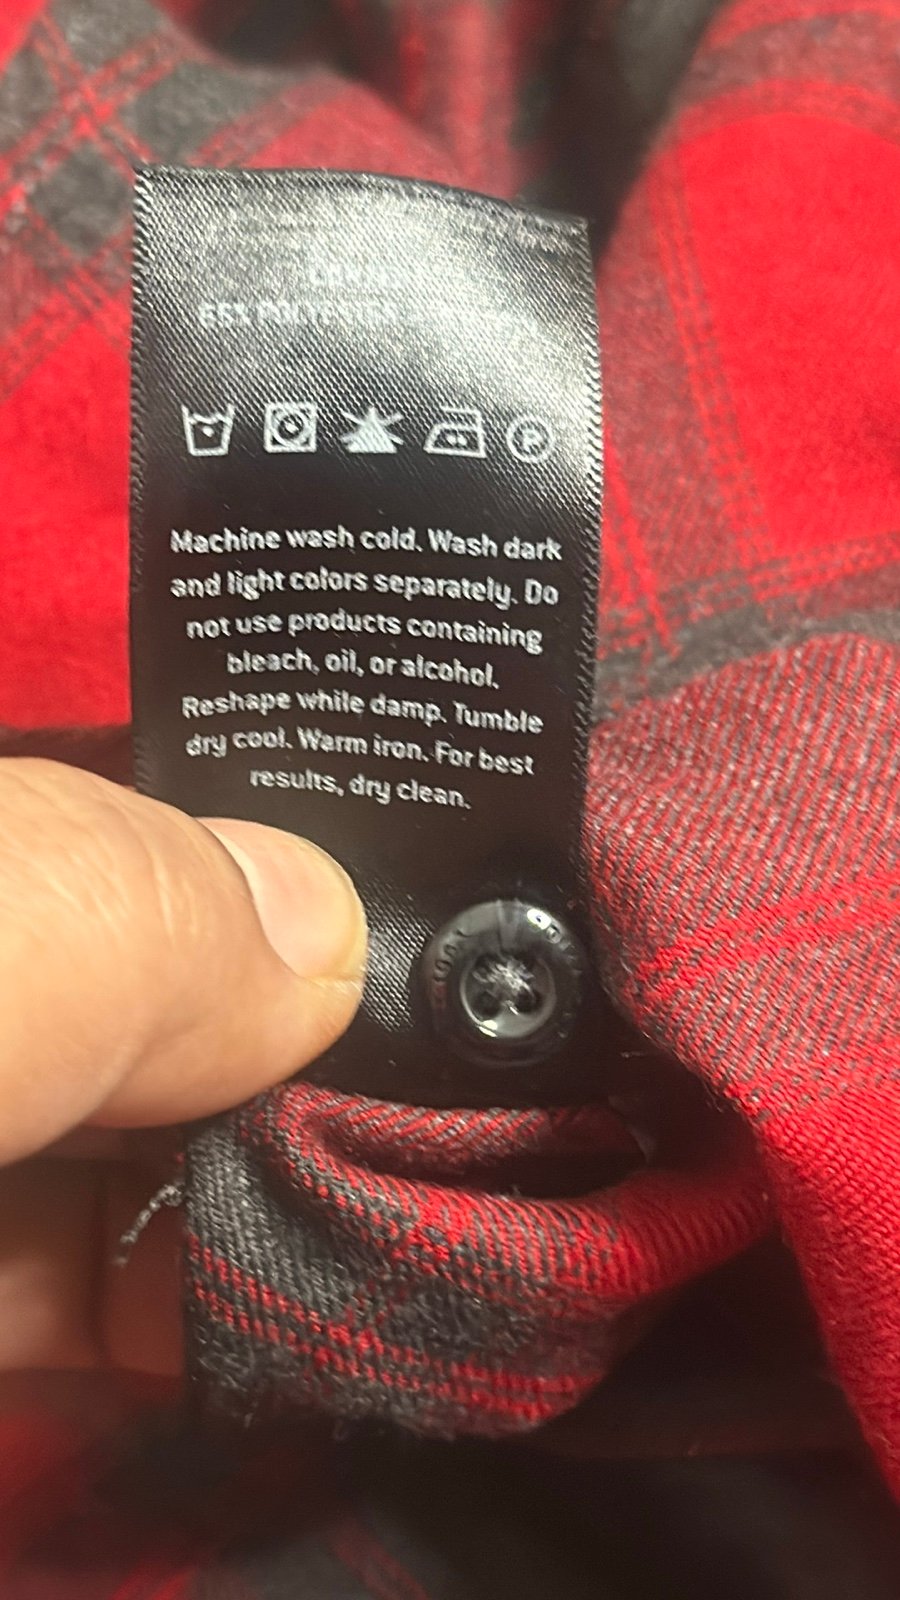 POLYESTER
P
Machine wash cold. Wash dark
and light colors separately. Do
not use products containing
bleach, oil, or alcohol.
Reshape while damp. Tumble
dry cool. Warm iron. For best
results, dry clean.